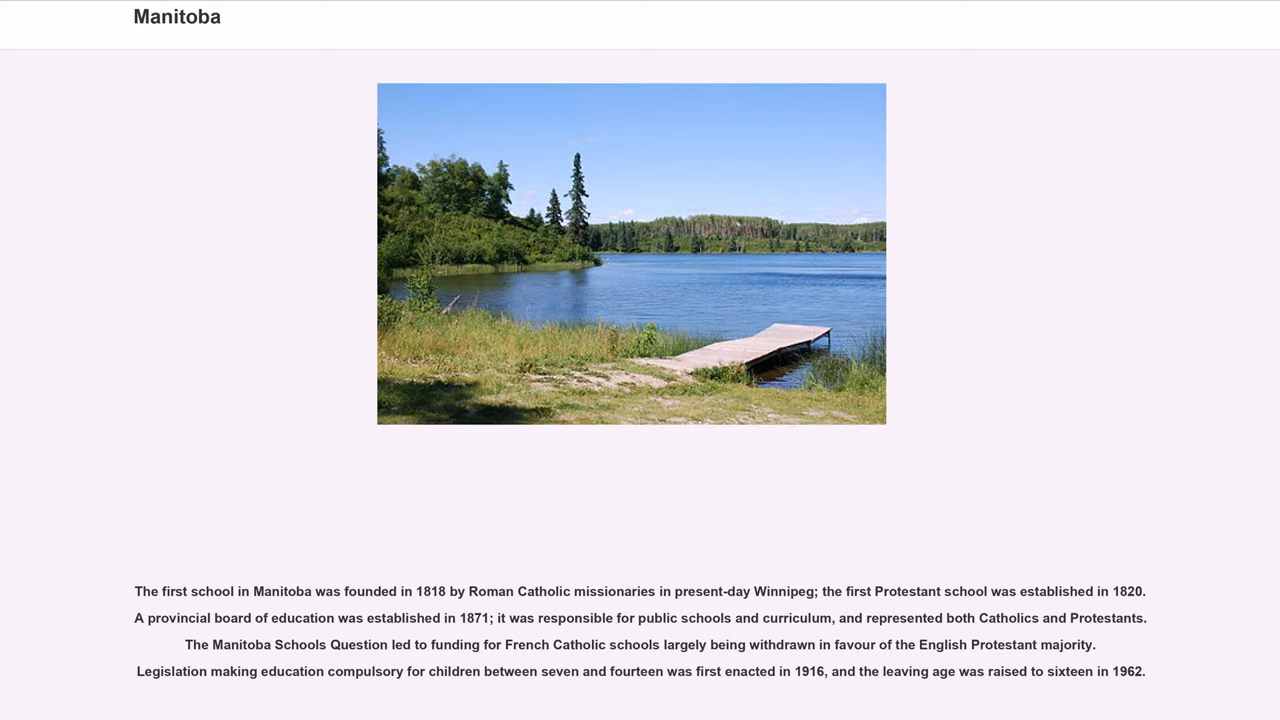 Manitoba
The first school in Manitoba was founded in 1818 by Roman Catholic missionaries in present-day Winnipeg; the first Protestant school was established in 1820.
A provincial board of education was established in 1871; it was responsible for public schools and curriculum, and represented both Catholics and Protestants.
The Manitoba Schools Question led to funding for French Catholic schools largely being withdrawn in favour of the English Protestant majority.
Legislation making education compulsory for children between seven and fourteen was first enacted in 1916, and the leaving age was raised to sixteen in 1962.